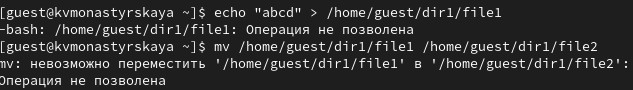 [guest@kvmonastyrskaya ~]$ echo "abcd" > /home/guest/dir1/file1
-bash: /home/guest/dir1/file1: Операция не позволена
[guest@kvmonastyrskaya ~]$ mv /home/guest/dir1/file1 /home/guest/dir1/file2
mv: невозможно переместить '/home/guest/dir1/file1' в '/home/guest/dir1/file2':
Операция не позволена